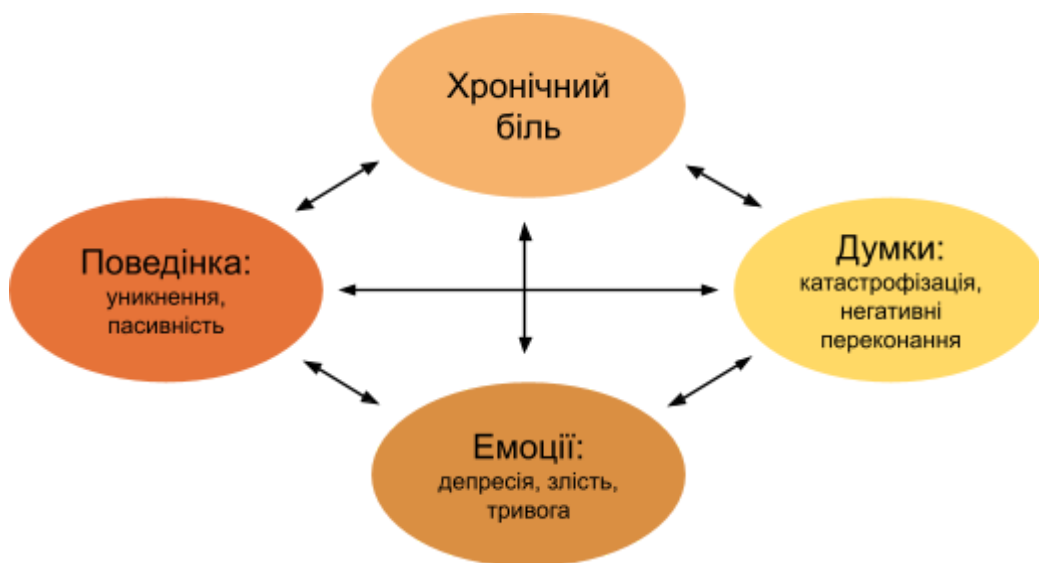 Хронічний
біль
Поведінка:
уникнення,
пасивність
Думки:
катастрофізація,
негативні
переконання
Емоції:
депресія, злість,
тривога